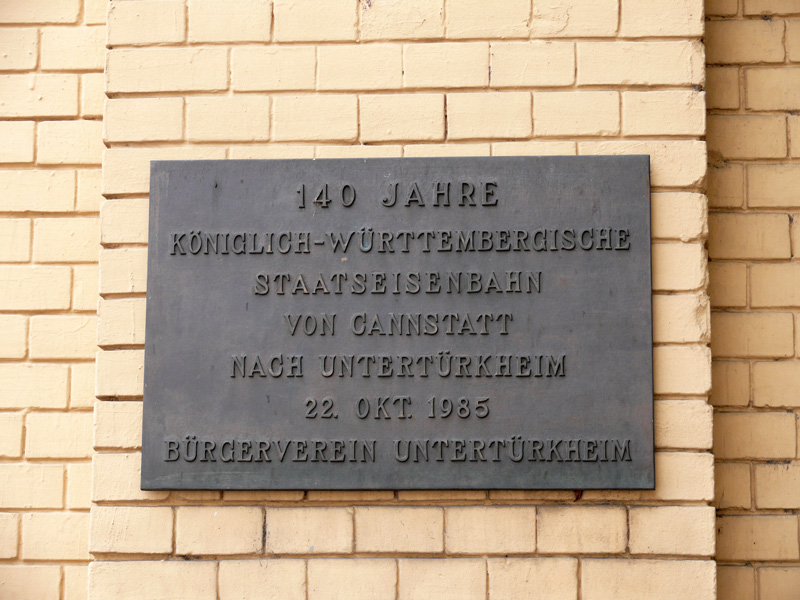 140 JAHRE
KÖNIGLICH-WÜRTTEMBERGISCHE
STAATSEISENBAHN
VON CANNSTATT
NACH UNTERTÜRKHEIM
22. OKT. 1985
BÜRGERVEREIN UNTERTÜRKHEIM